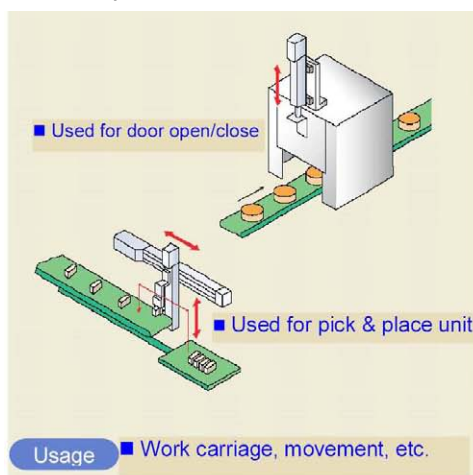 ■ Used for door open/close
■ Used for pick & place unit
Usage ■ Work carriage, movement, etc.